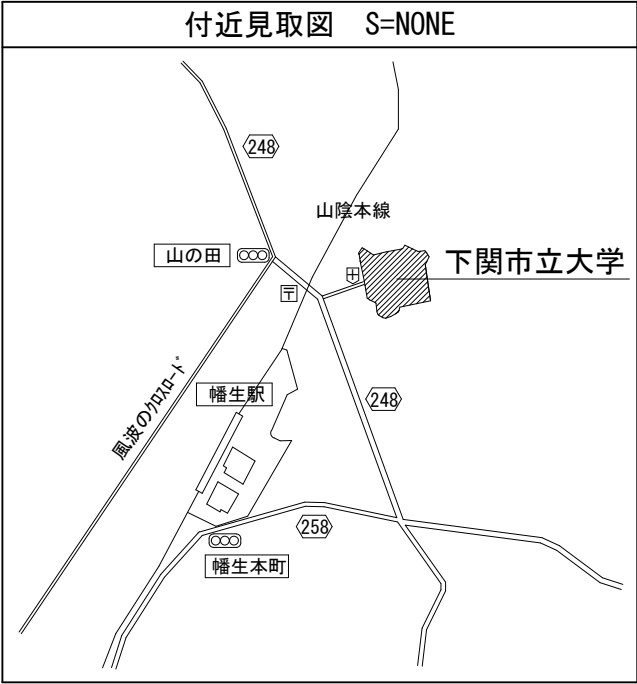 付近見取図 S=NONE
248
山陰本線
山の田
下関市立大学
〒
幡生駅
248
風波のクロスロード
258
幡生本町